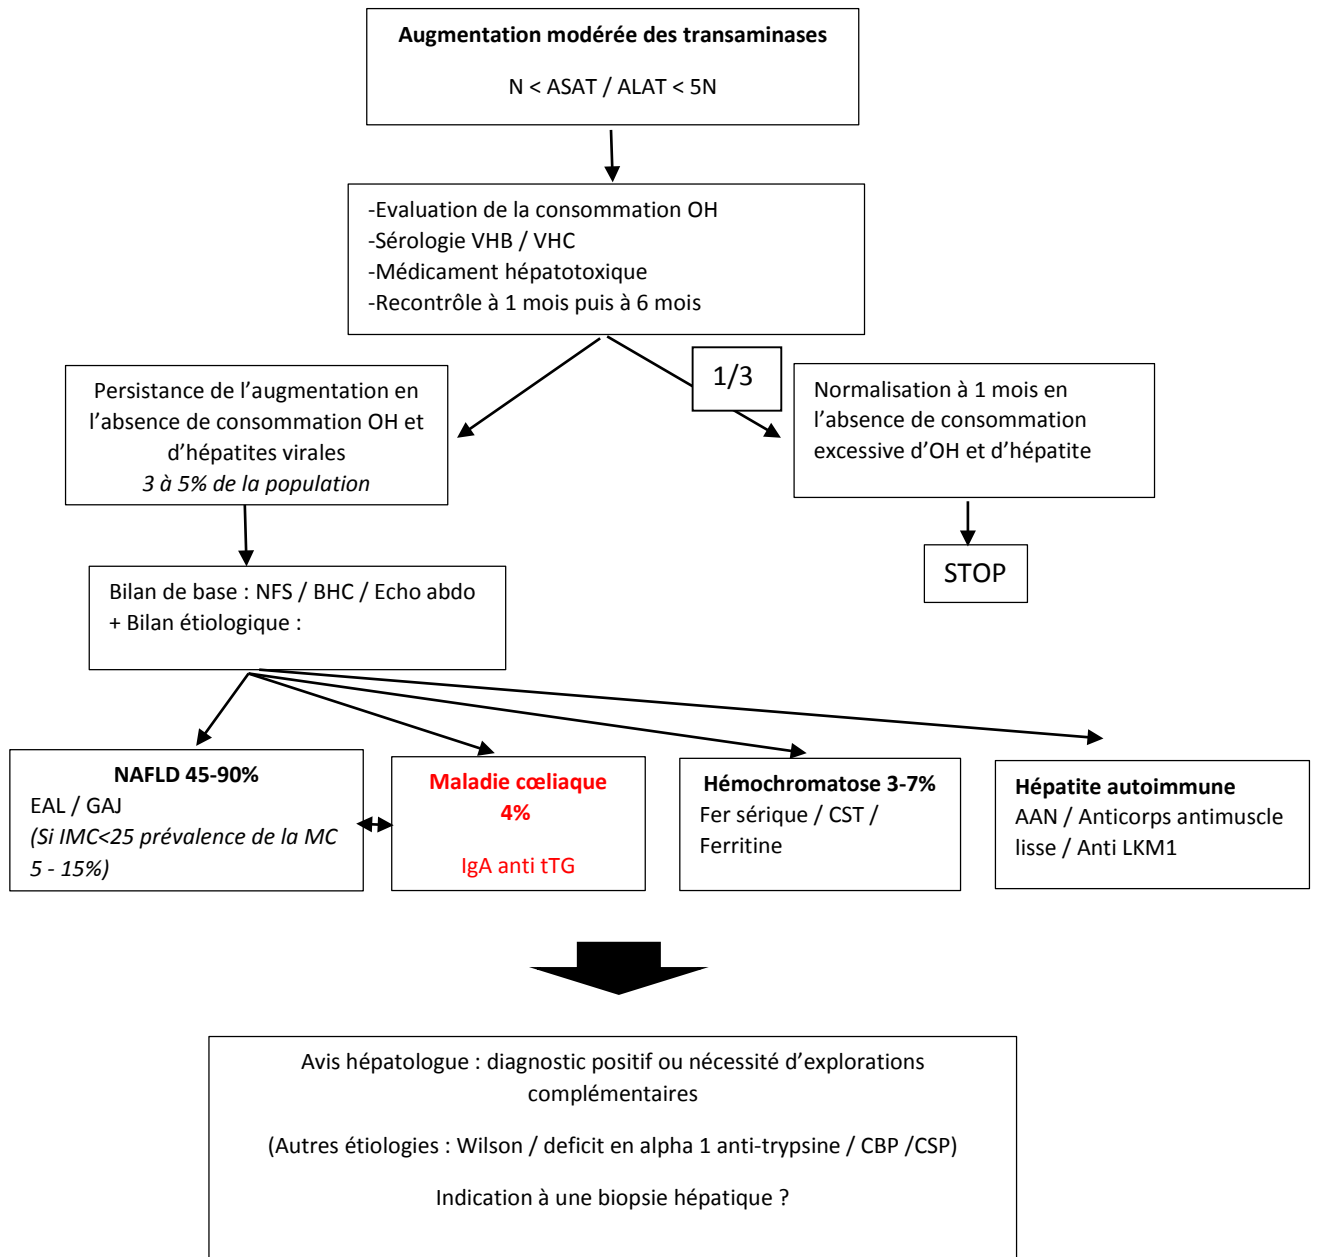 Augmentation modérée des transaminases
N < ASAT / ALAT < 5N
-Evaluation de la consommation OH
-Sérologie VHB / VHC
-Médicament hépatotoxique
-Recontrôle à 1 mois puis à 6 mois
1/3
Persistance de l'augmentation en
l'absence de consommation OH et
d'hépatites virales
3 à 5% de la population
Normalisation à 1 mois en
l'absence de consommation
excessive d'OH et d'hépatite
STOP
Bilan de base : NFS / BHC / Echo abdo
+ Bilan étiologique :
NAFLD 45-90%
EAL / GAJ
(Si IMC<25 prévalence de la MC
5 - 15%)
Maladie cœliaque
4%
IgA anti tTG
Hémochromatose 3-7%
Fer sérique / CST /
Ferritine
Hépatite autoimmune
AAN / Anticorps antimuscle
lisse / Anti LKM1
Avis hépatologue : diagnostic positif ou nécessité d'explorations
complémentaires
(Autres étiologies : Wilson / deficit en alpha 1 anti-trypsine / CBP /CSP)
Indication à une biopsie hépatique ?